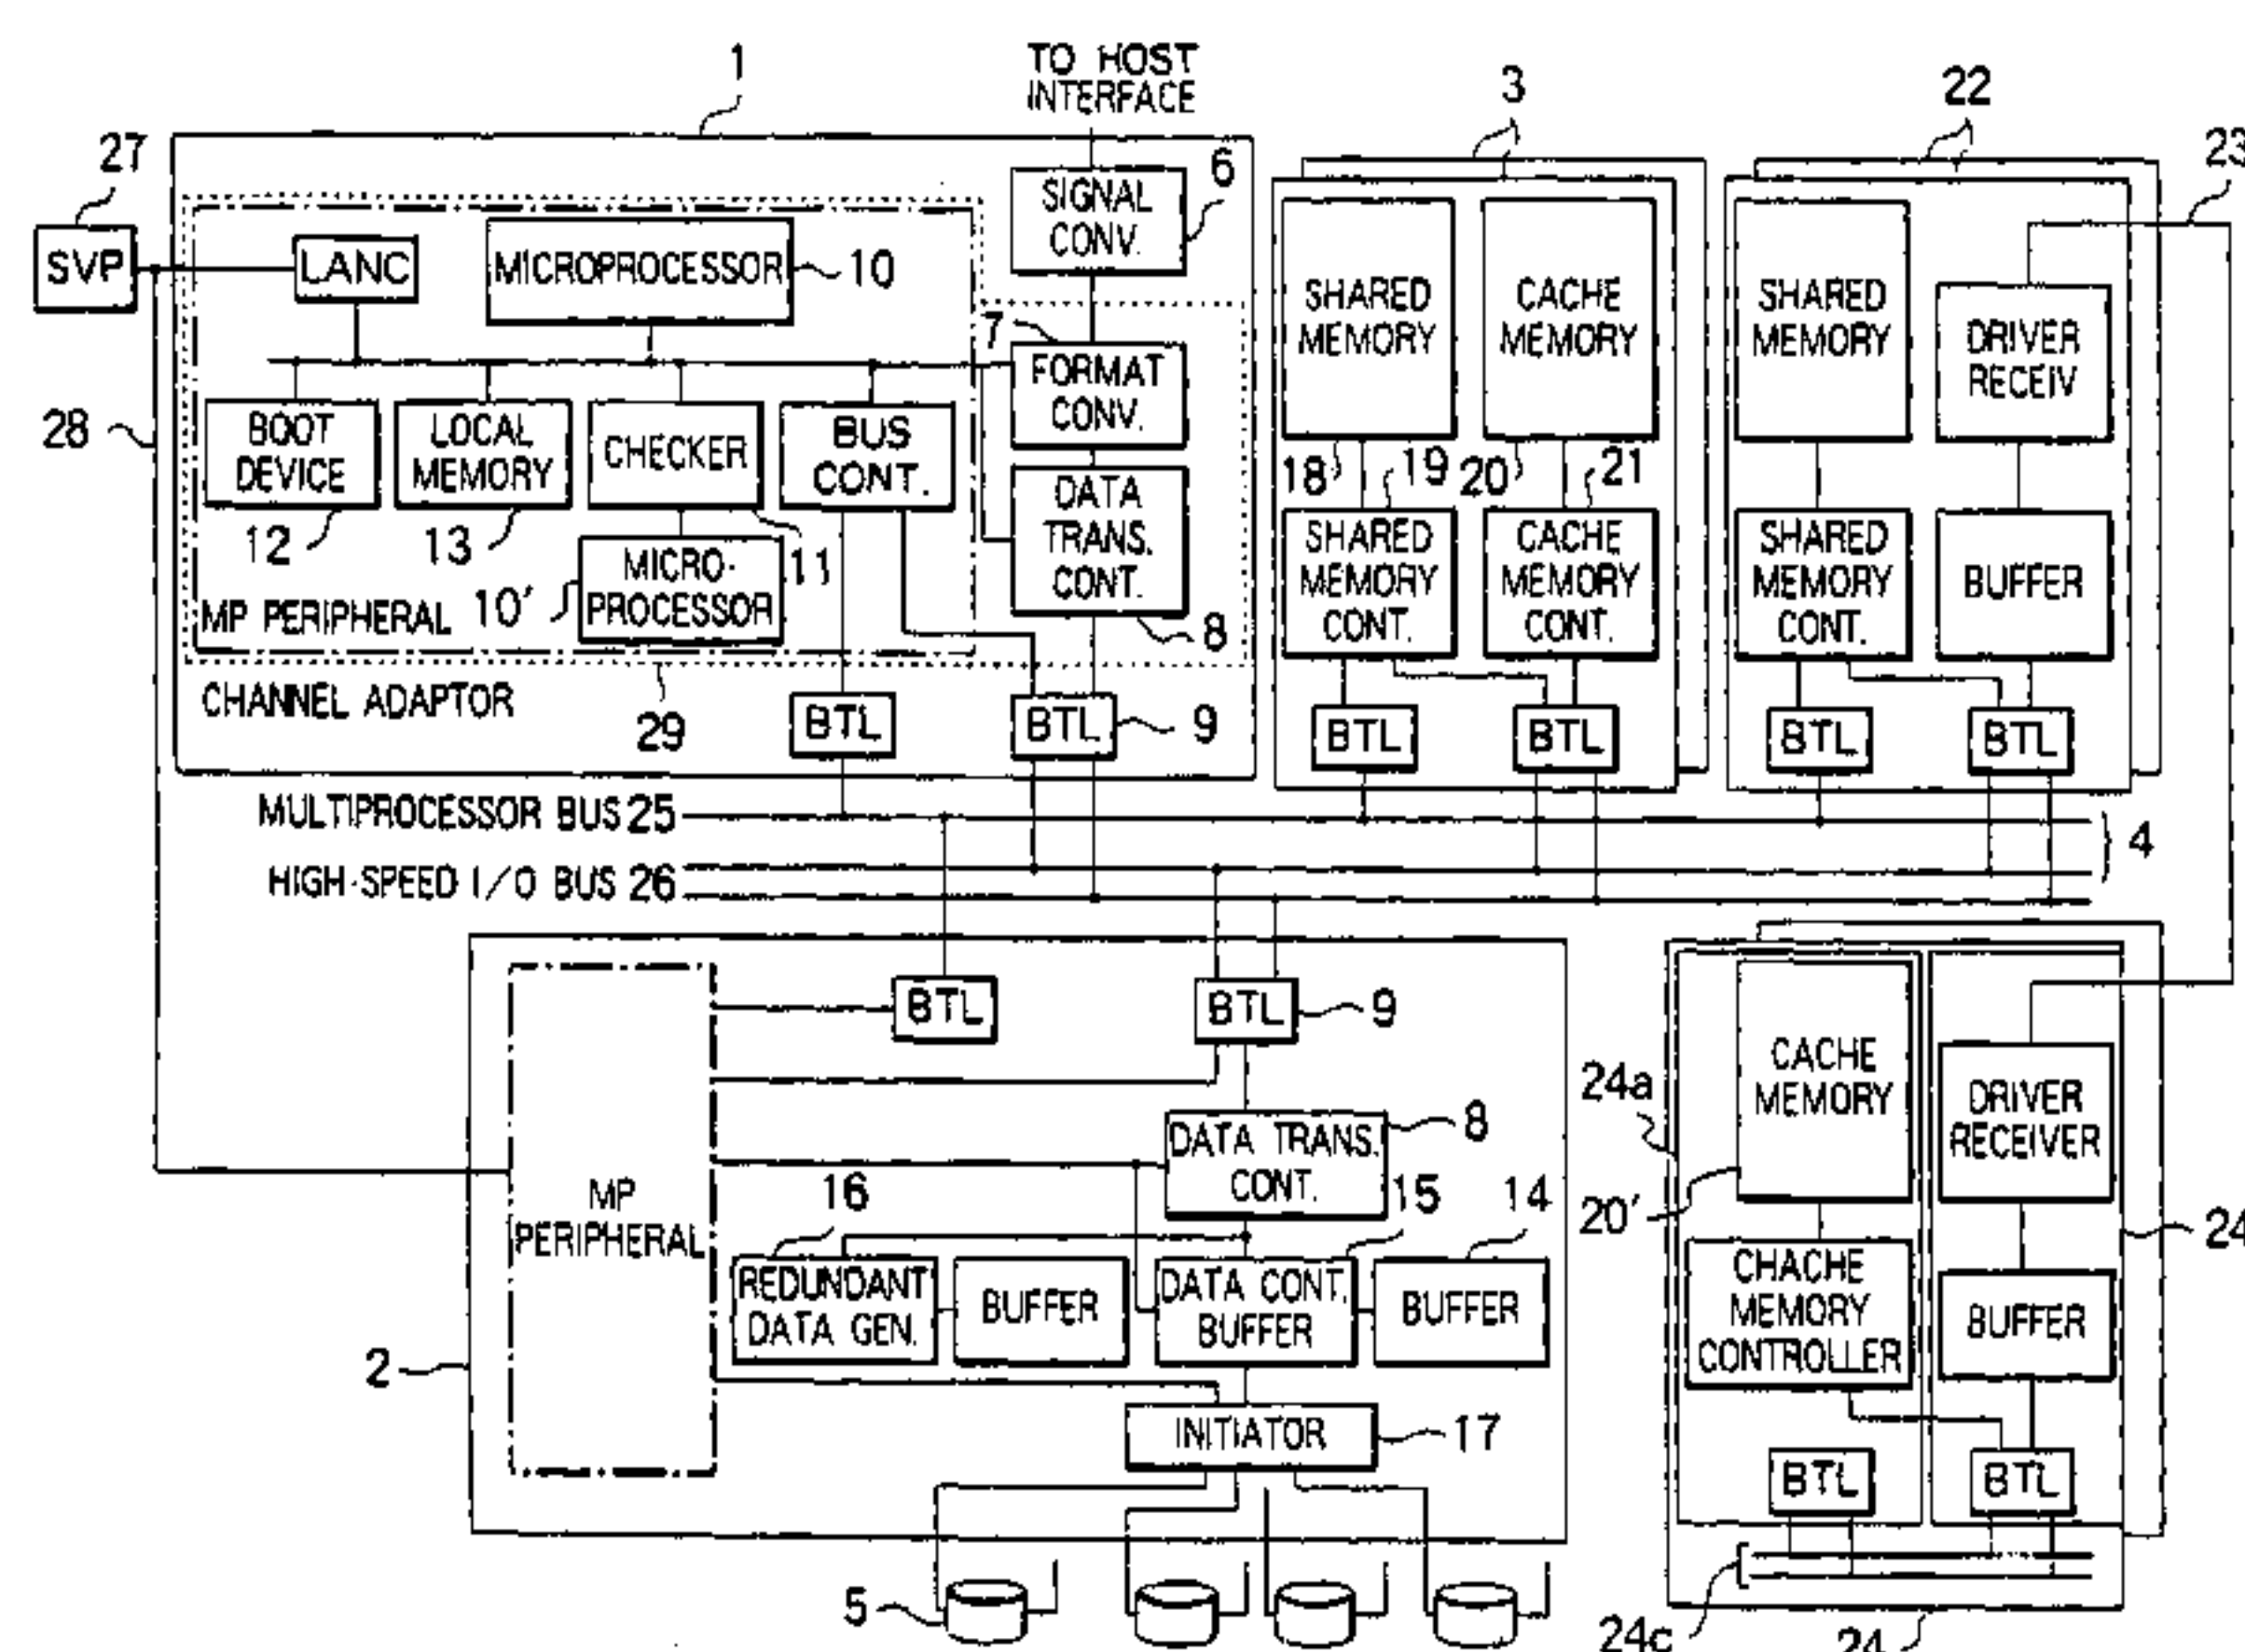 TO HOST
INTERFACE
1
3
22
23
27
6
SIGNAL
CONV.
SVP
LANC
MICROPROCESSOR
10
SHARED
MEMORY
CACHE
MEMORY
SHARED
MEMORY
DRIVER
RECEIV
7
FORMAT
CONV.
28
BOOT
DEVICE
LOCAL
MEMORY
CHECKER
BUS
CONT.
18
19
20
21
DATA
TRANS.
CONT.
12
13
11
10'
MICRO-
PROCESSOR
MP PERIPHERAL
8
SHARED
MEMORY
CONT.
CACHE
MEMORY
CONT.
SHARED
MEMORY
CONT.
BUFFER
CHANNEL ADAPTOR
29
BTL
BTL
9
BTL
BTL
BTL
BTL
MULTIPROCESSOR BUS 25
4
HIGH-SPEED I/O BUS 26
BTL
BTL
9
CACHE
MEMORY
DRIVER
RECEIVER
24a
DATA TRANS.
CONT.
8
MP
PERIPHERAL
16
15
14
20'
24
REDUNDANT
DATA GEN.
BUFFER
DATA CONT.
BUFFER
BUFFER
CHACHE
MEMORY
CONTROLLER
BUFFER
2
INITIATOR
17
BTL
BTL
5
24c
24